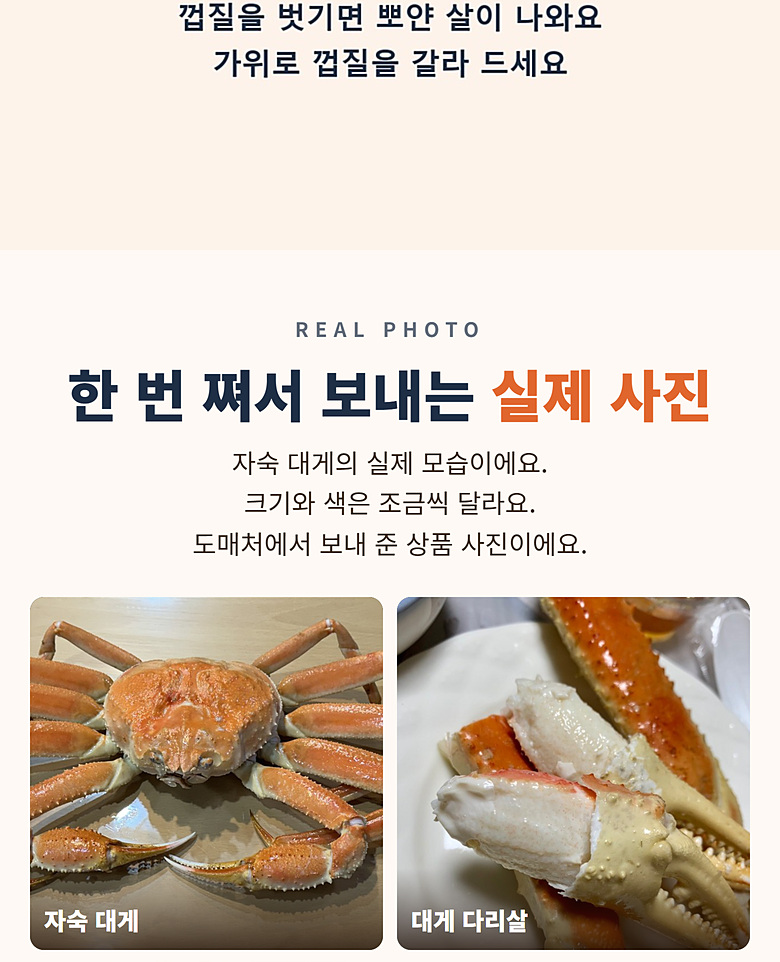 껍질을 벗기면 뽀얀 살이 나와요
가위로 껍질을 갈라 드세요
REAL PHOTO
한 번 쪄서 보내는 실제 사진
자숙 대게의 실제 모습이에요.
크기와 색은 조금씩 달라요.
도매처에서 보내 준 상품 사진이에요.
자숙 대게
대게 다리살